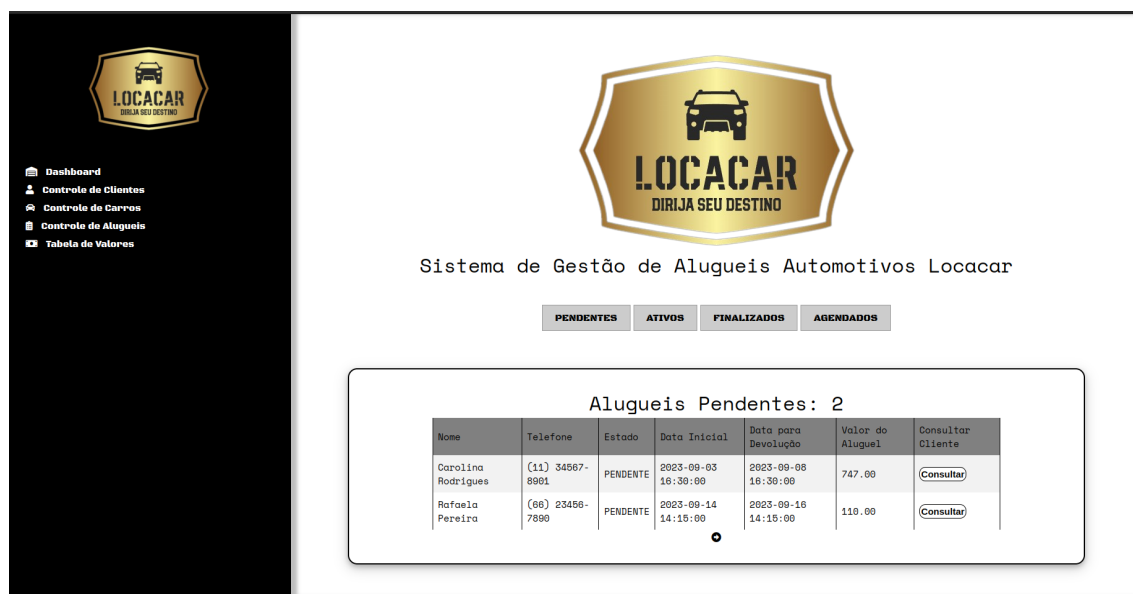 LOCACAR
DIRIJA SEU DESTINO
Dashboard
Controle de Clientes
Controle de Carros
Controle de Alugueis
Tabela de Valores
LOCACAR
DIRIJA SEU DESTINO
Sistema de Gestão de Alugueis Automotivos Locacar
PENDENTES ATIVOS FINALIZADOS AGENDADOS
Alugueis Pendentes: 2
Nome Telefone Estado Data Inicial Data para Devolução Valor do Aluguel Consultar Cliente
Carolina Rodrigues (11) 34567-8901 PENDENTE 2023-09-03 16:30:00 2023-09-08 16:30:00 747.00 Consultar
Rafaela Pereira (66) 23456-7890 PENDENTE 2023-09-14 14:15:00 2023-09-16 14:15:00 110.00 Consultar